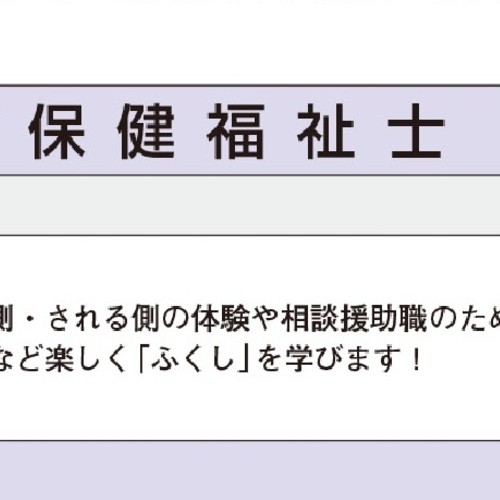 保健福祉士
側・される側の体験や相談援助職のため
など楽しく「ふくし」を学びます！